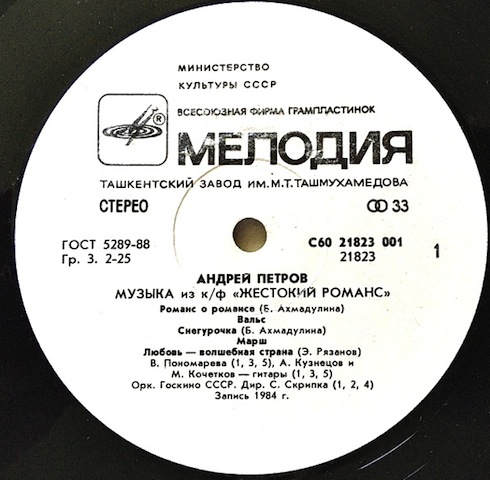 МИНИСТЕРСТВО
КУЛЬТУРЫ СССР
ВСЕСОЮЗНАЯ ФИРМА ГРАМПЛАСТИНОК
®
МЕЛОДИЯ
ТАШКЕНТСКИЙ ЗАВОД ИМ.М.Т.ТАШМУХАМЕДОВА
СТЕРЕО 33
ГОСТ 5289-88 С60 21823 001
Гр. 3. 2-25 21823 1
АНДРЕЙ ПЕТРОВ
МУЗЫКА из к/ф «ЖЕСТОКИЙ РОМАНС»
Романс о романсе (Б. Ахмадулина)
Вальс
Снегурочка (Б. Ахмадулина)
Марш
Любовь — волшебная страна (Э. Рязанов)
В. Пономарева (1, 3, 5), А. Кузнецов и
М. Кочетков — гитары (1, 3, 5)
Орк. Госкино СССР. Дир. С. Скрипка (1, 2, 4)
Запись 1984 г.